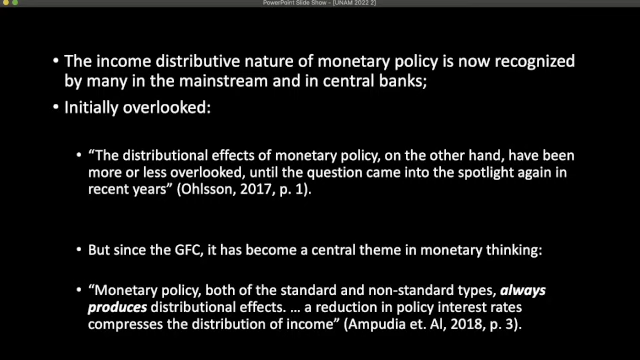 PowerPoint Slide Show - [UNAM 2022 2]
• The income distributive nature of monetary policy is now recognized
by many in the mainstream and in central banks;
• Initially overlooked:
• “The distributional effects of monetary policy, on the other hand, have been
more or less overlooked, until the question came into the spotlight again in
recent years” (Ohlsson, 2017, p. 1).
• But since the GFC, it has become a central theme in monetary thinking:
• “Monetary policy, both of the standard and non-standard types, always
produces distributional effects. ... a reduction in policy interest rates
compresses the distribution of income” (Ampudia et. Al, 2018, p. 3).